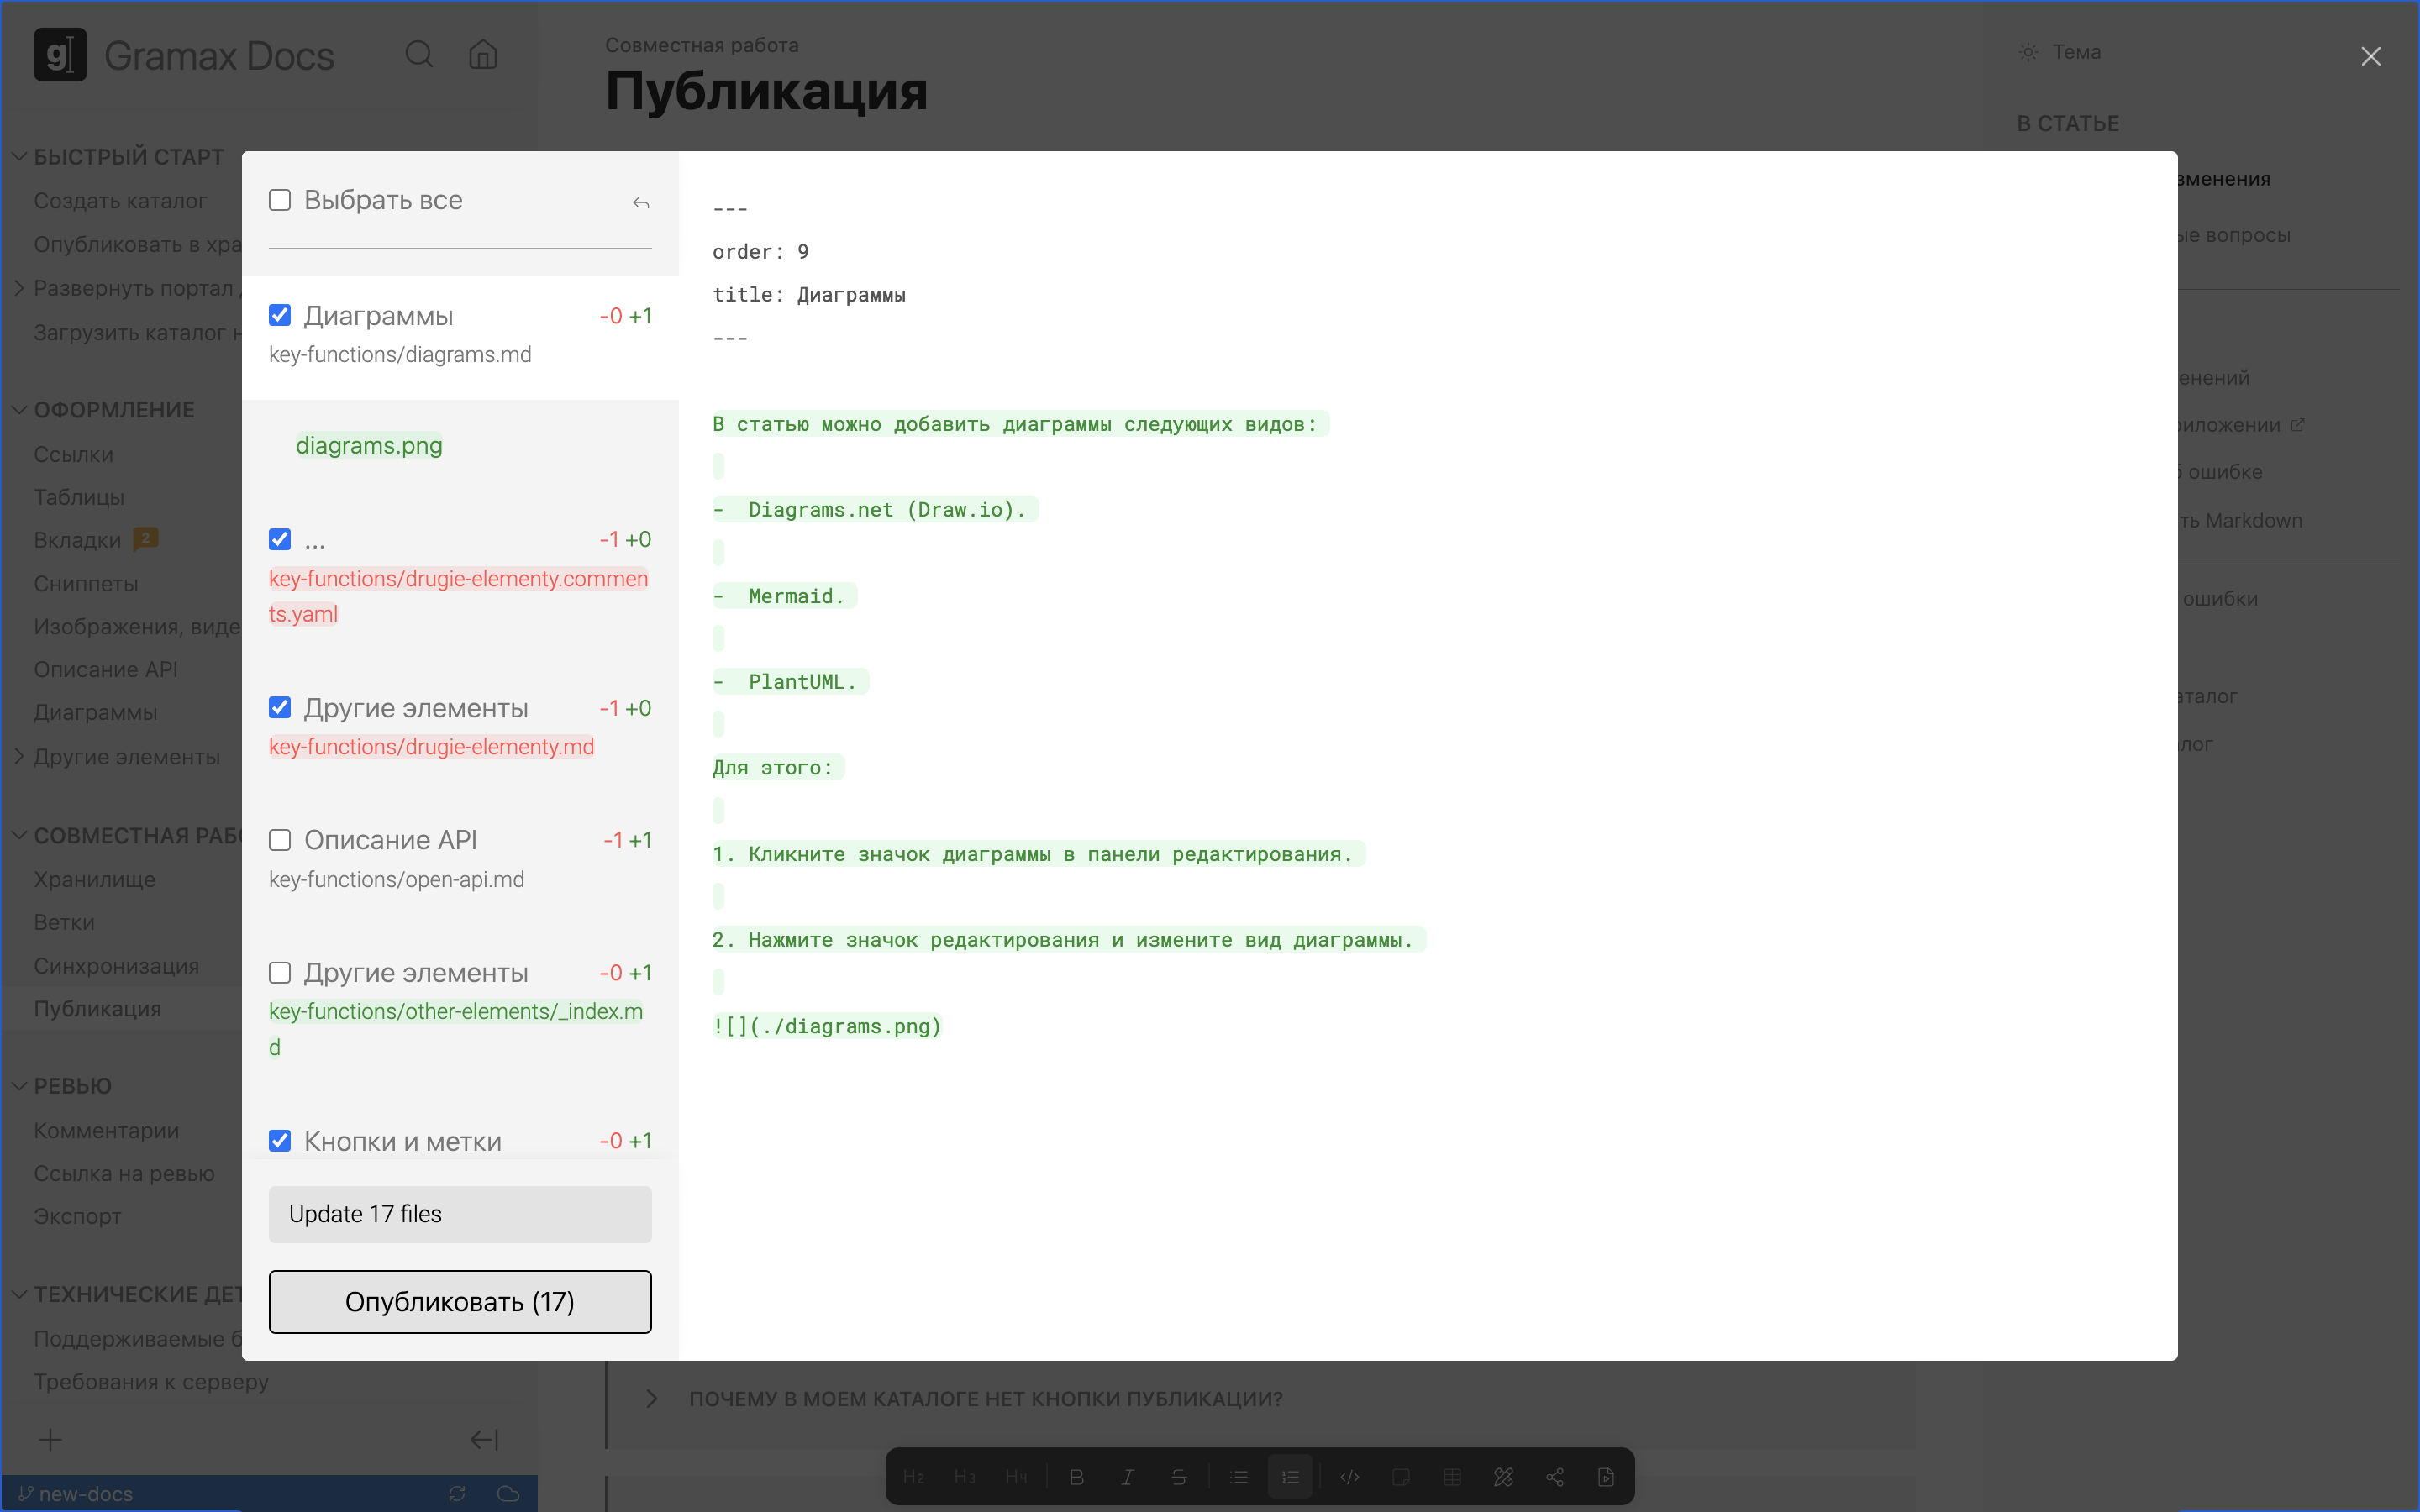 Gramax Docs
БЫСТРЫЙ СТАРТ
Создать каталог
Опубликовать в хра
Развернуть портал
Загрузить каталог н
ОФОРМЛЕНИЕ
Ссылки
Таблицы
Вкладки 2
Сниппеты
Изображения, виде
Описание API
Диаграммы
Другие элементы
СОВМЕСТНАЯ РАБО
Хранилище
Ветки
Синхронизация
Публикация
РЕВЬЮ
Комментарии
Ссылка на ревью
Экспорт
ТЕХНИЧЕСКИЕ ДЕТ
Поддерживаемые б
Требования к серверу
new-docs
Совместная работа
Публикация
Выбрать все
Диаграммы -0 +1
key-functions/diagrams.md
diagrams.png
... -1 +0
key-functions/drugie-elementy.commen
ts.yaml
Другие элементы -1 +0
key-functions/drugie-elementy.md
Описание API -1 +1
key-functions/open-api.md
Другие элементы -0 +1
key-functions/other-elements/_index.m
d
Кнопки и метки -0 +1
Update 17 files
Опубликовать (17)
---
order: 9
title: Диаграммы
---
В статью можно добавить диаграммы следующих видов:
- Diagrams.net (Draw.io).
- Mermaid.
- PlantUML.
Для этого:
1. Кликните значок диаграммы в панели редактирования.
2. Нажмите значок редактирования и измените вид диаграммы.
![](./diagrams.png)
ПОЧЕМУ В МОЕМ КАТАЛОГЕ НЕТ КНОПКИ ПУБЛИКАЦИИ?
H2 H3 H4 B I S
Тема
В СТАТЬЕ
зменения
ые вопросы
енений
риложении
б ошибке
ть Markdown
ошибки
аталог
лог